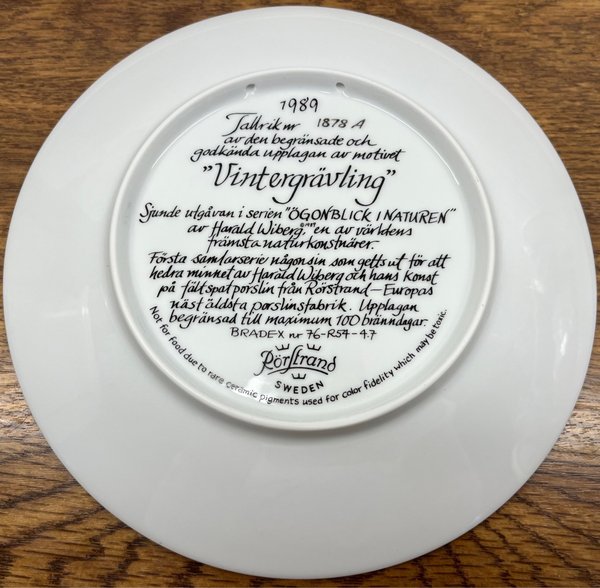 1989
Tallrik nr 1878 A
av den begränsade och
godkända upplagan av motivet
"Vintergrävling"
Sjunde utgåvan i serien "ÖGONBLICK I NATUREN"
av Harald Wiberg, en av världens
främsta naturkonstnärer.
Första samlarserie någonsin som getts ut för att
hedra minnet av Harald Wiberg och hans konst
på fältspatporslin från Rörstrand – Europas
näst äldsta porslinsfabrik. Upplagan
begränsad till maximum 100 bränndagar.
BRADEX nr 76-R54-4.7
Rörstrand
SWEDEN
Not for food due to rare ceramic pigments used for color fidelity which may be toxic.